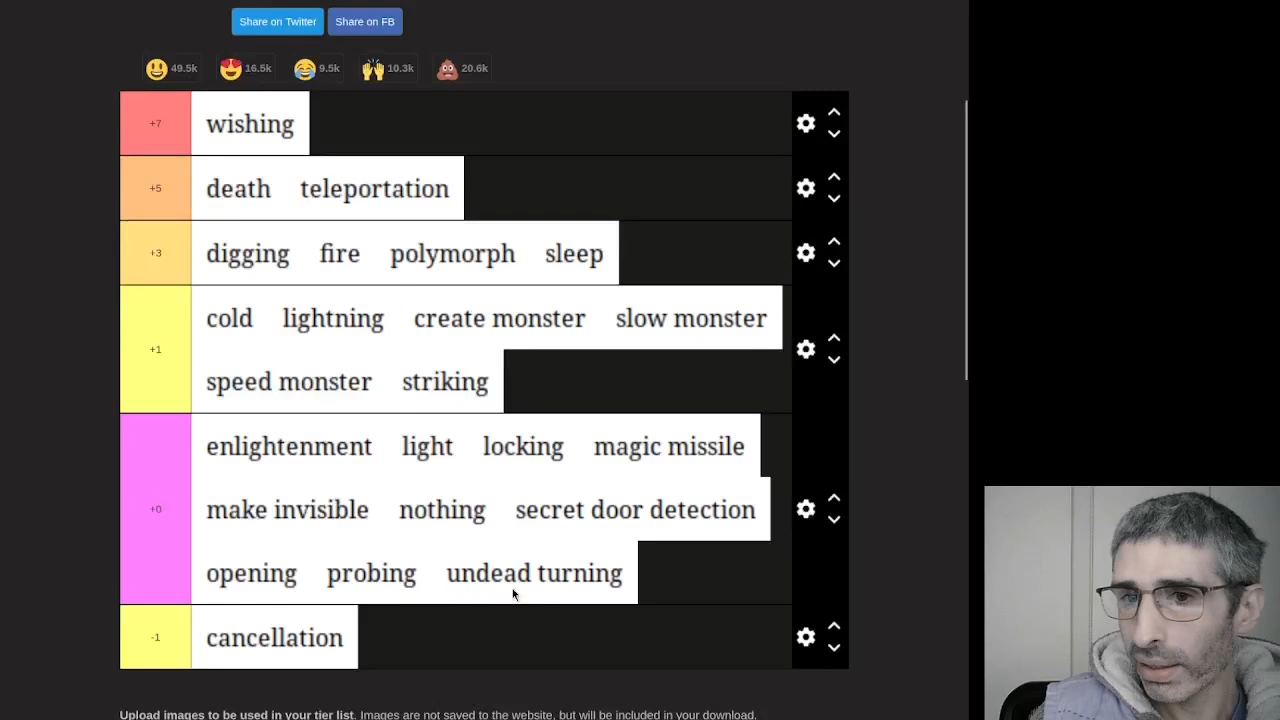 Share on Twitter Share on FB
49.5k 16.5k 9.5k 10.3k 20.6k
+7 wishing
+5 death teleportation
+3 digging fire polymorph sleep
cold lightning create monster slow monster
+1
speed monster striking
enlightenment light locking magic missile
+0 make invisible nothing secret door detection
opening probing undead turning
-1 cancellation
Upload images to be used in your tier list. Images are not saved to the website, but will be included in your download.